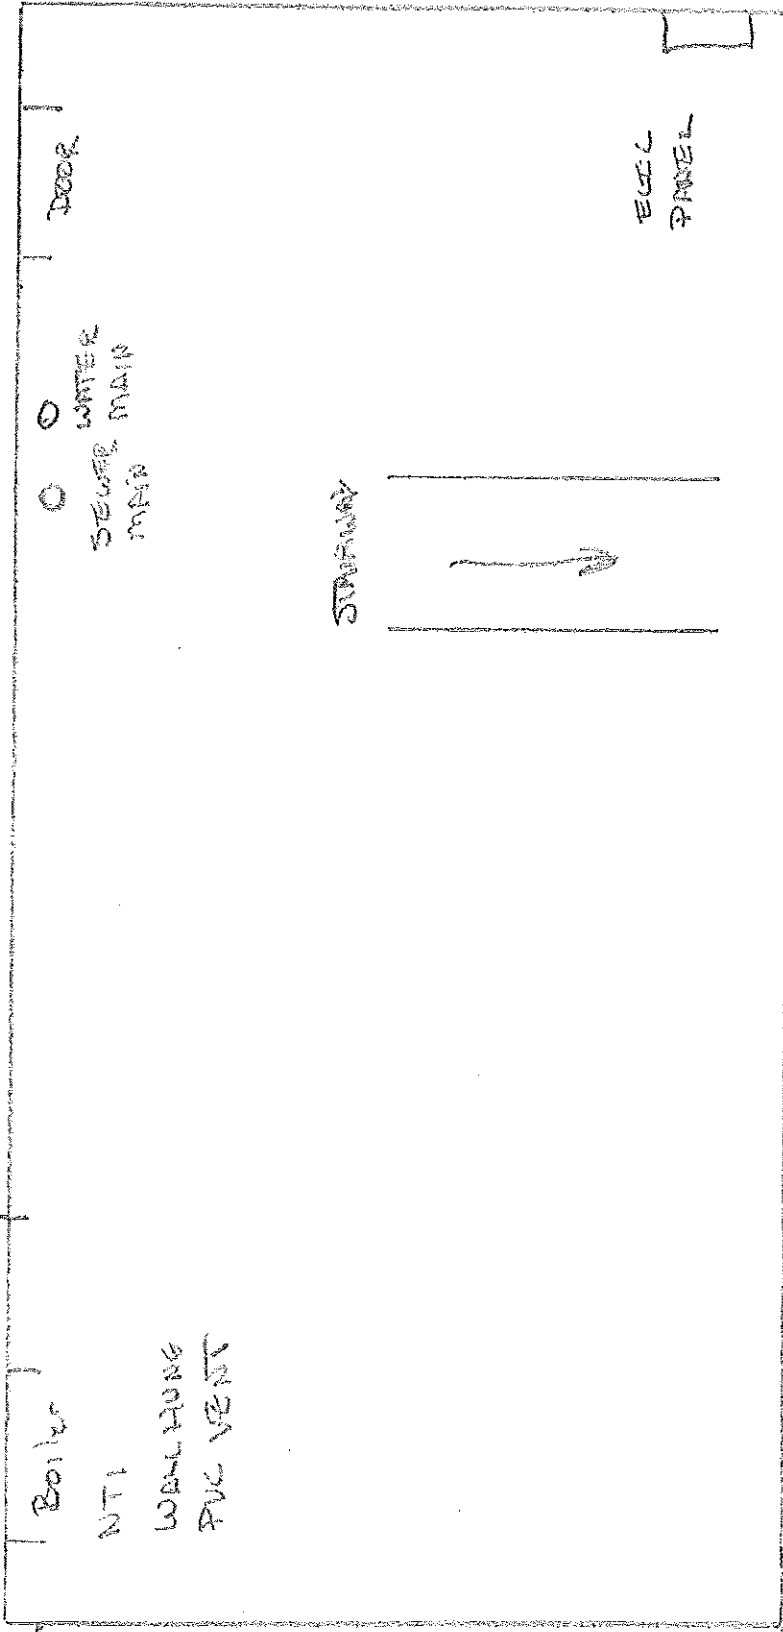 Boiler
NTI
WALL HUNG
PVC VENT
SEWER
MAIN
WATER
MAIN
DOOR
STAIRWAY
ELEC
PANEL